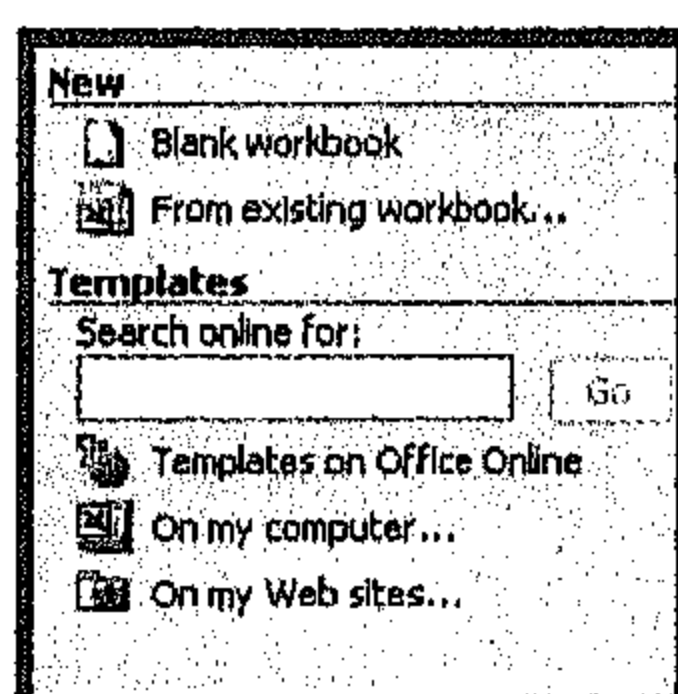 New
Blank workbook
From existing workbook...
Templates
Search online for:
Go
Templates on Office Online
On my computer...
On my Web sites...